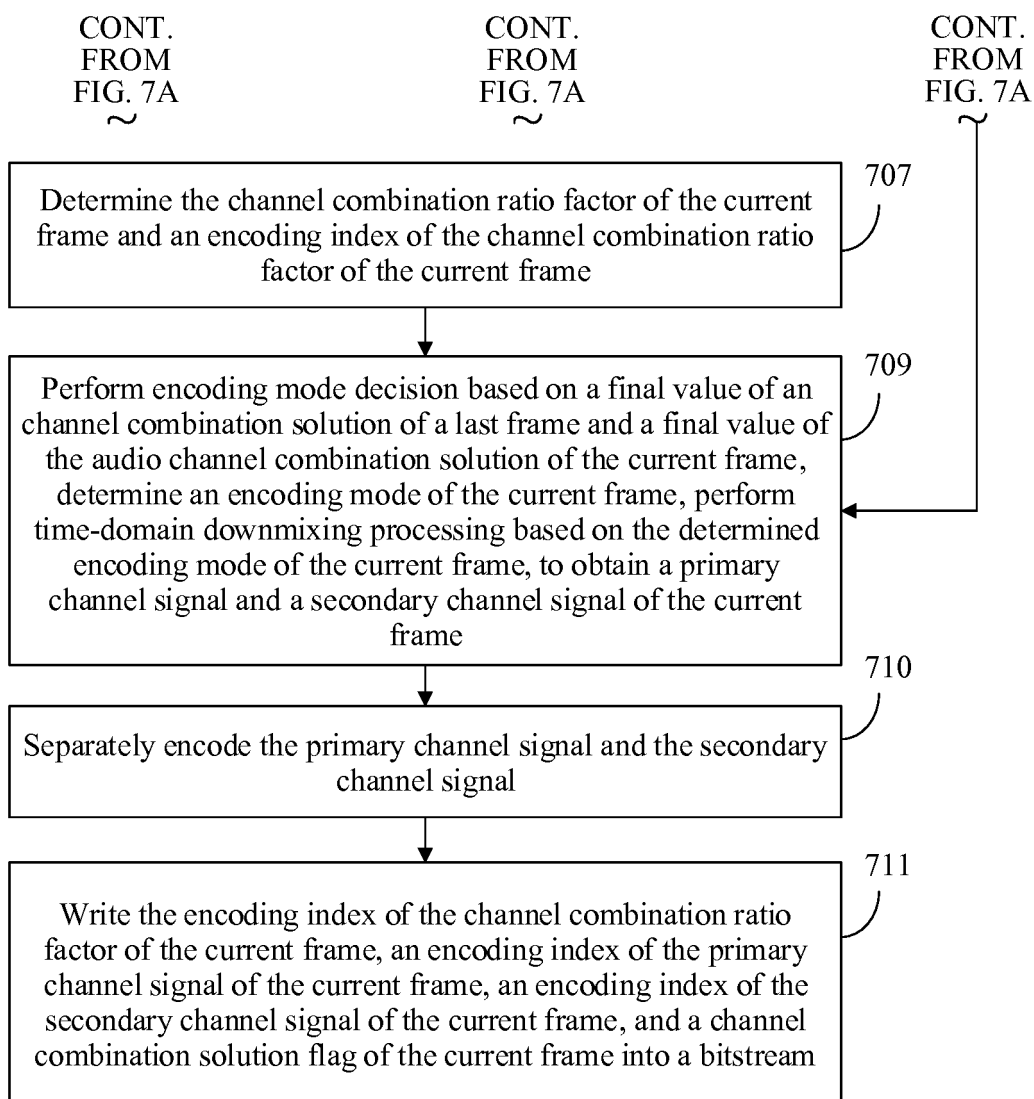 CONT.
FROM
FIG. 7A
CONT.
FROM
FIG. 7A
CONT.
FROM
FIG. 7A
707
Determine the channel combination ratio factor of the current
frame and an encoding index of the channel combination ratio
factor of the current frame
709
Perform encoding mode decision based on a final value of an
channel combination solution of a last frame and a final value of
the audio channel combination solution of the current frame,
determine an encoding mode of the current frame, perform
time-domain downmixing processing based on the determined
encoding mode of the current frame, to obtain a primary
channel signal and a secondary channel signal of the current
frame
710
Separately encode the primary channel signal and the secondary
channel signal
711
Write the encoding index of the channel combination ratio
factor of the current frame, an encoding index of the primary
channel signal of the current frame, an encoding index of the
secondary channel signal of the current frame, and a channel
combination solution flag of the current frame into a bitstream